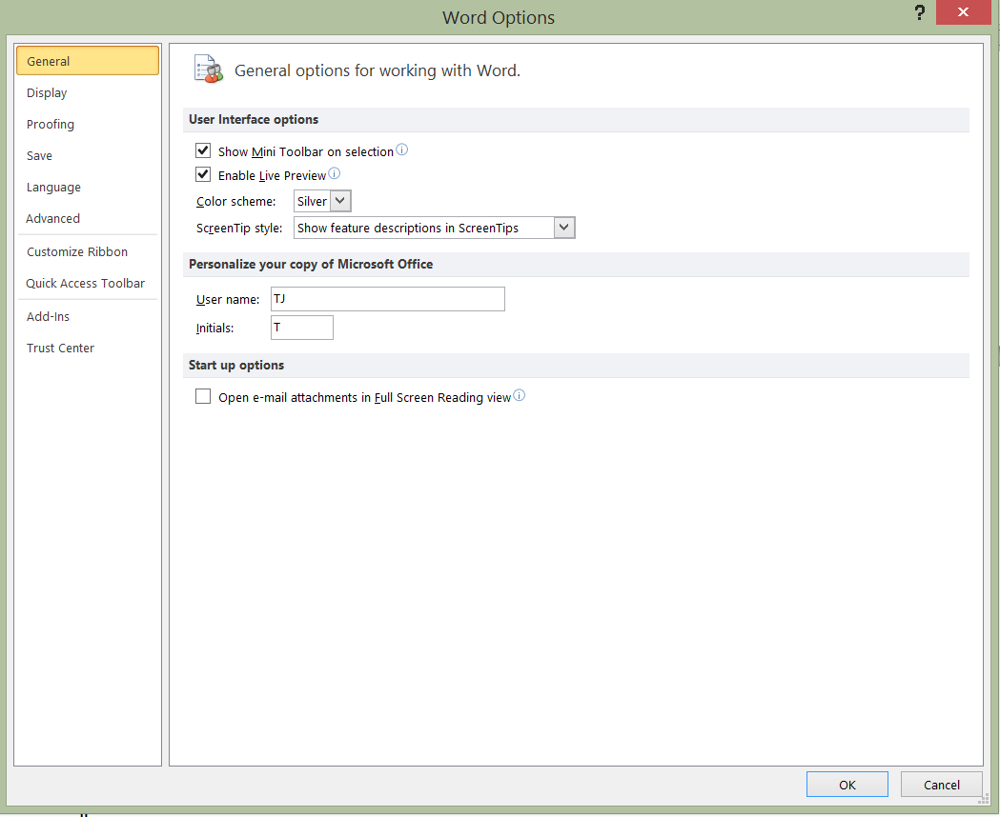 Word Options
?
General
Display
Proofing
Save
Language
Advanced
Customize Ribbon
Quick Access Toolbar
Add-Ins
Trust Center
General options for working with Word.
User Interface options
Show Mini Toolbar on selection
Enable Live Preview
Color scheme: Silver
ScreenTip style: Show feature descriptions in ScreenTips
Personalize your copy of Microsoft Office
User name: TJ
Initials: T
Start up options
Open e-mail attachments in Full Screen Reading view
OK Cancel